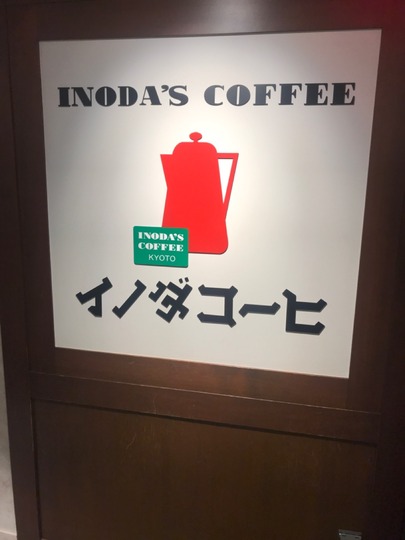 INODA'S COFFEE
INODA'S
COFFEE
KYOTO
イノダコーヒ